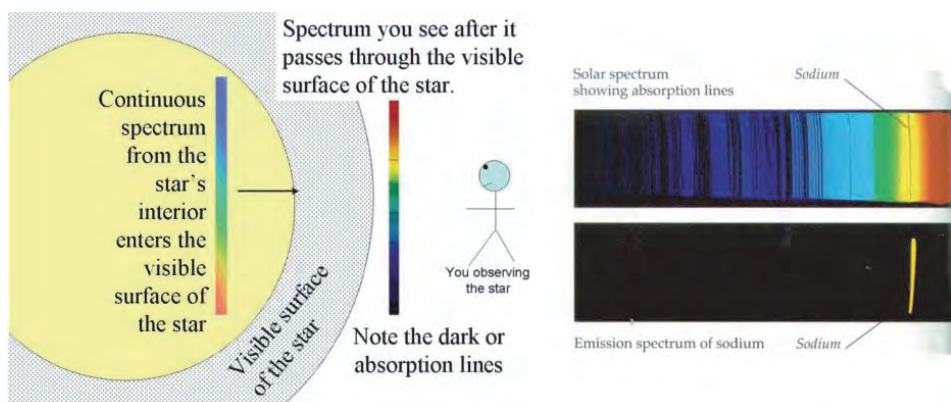 Continuous
spectrum
from the
star's
interior
enters the
visible
surface of
the star
Visible surface
of the star
Spectrum you see after it
passes through the visible
surface of the star.
You observing
the star
Note the dark or
absorption lines
Solar spectrum
showing absorption lines
Sodium
Emission spectrum of sodium
Sodium